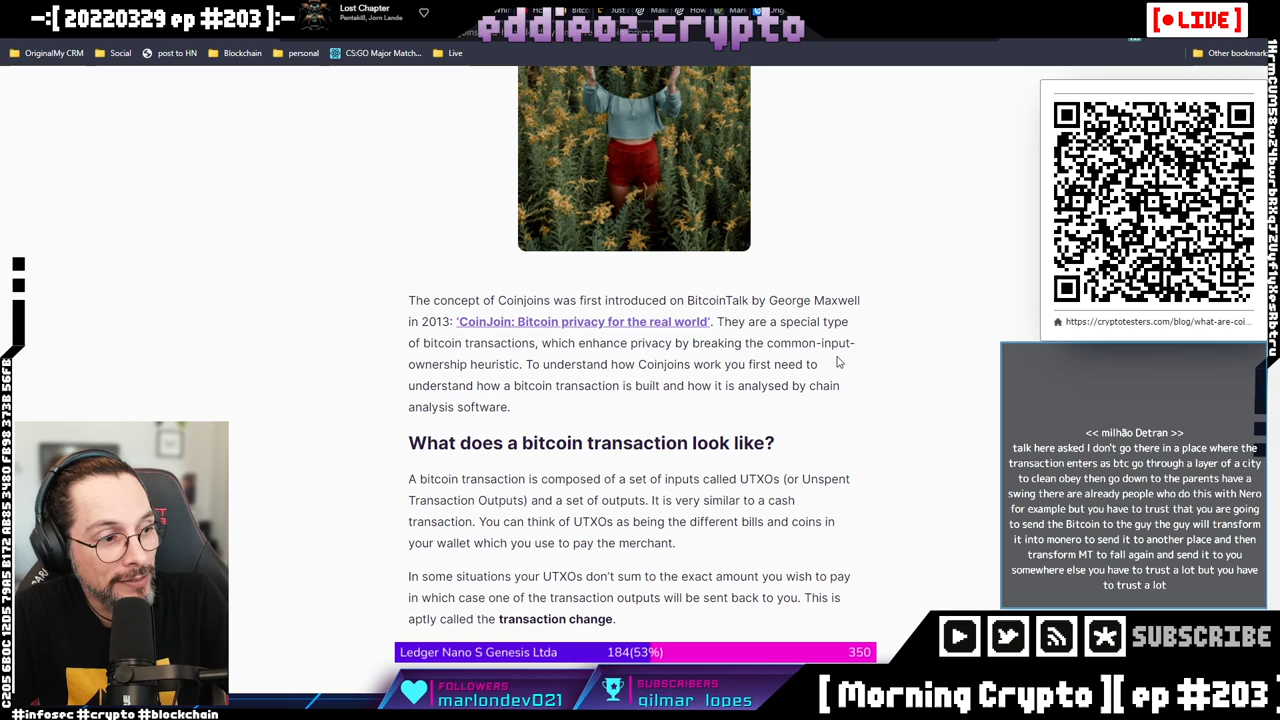 -:[ 20220329 ep #203 ]:-
Lost Chapter
Pentakill, Jorn Lande
eddieoz.crypto
[● LIVE ]
OriginalMy CRM
Social
post to HN
Blockchain
personal
CS:GO Major Match...
Live
Other bookmark
The concept of Coinjoins was first introduced on BitcoinTalk by George Maxwell
in 2013: 'CoinJoin: Bitcoin privacy for the real world'. They are a special type
of bitcoin transactions, which enhance privacy by breaking the common-input-
ownership heuristic. To understand how Coinjoins work you first need to
understand how a bitcoin transaction is built and how it is analysed by chain
analysis software.
What does a bitcoin transaction look like?
A bitcoin transaction is composed of a set of inputs called UTXOs (or Unspent
Transaction Outputs) and a set of outputs. It is very similar to a cash
transaction. You can think of UTXOs as being the different bills and coins in
your wallet which you use to pay the merchant.
In some situations your UTXOs don't sum to the exact amount you wish to pay
in which case one of the transaction outputs will be sent back to you. This is
aptly called the transaction change.
https://cryptotesters.com/blog/what-are-coi...
<< milhão Detran >>
talk here asked I don't go there in a place where the
transaction enters as btc go through a layer of a city
to clean obey then go down to the parents have a
swing there are already people who do this with Nero
for example but you have to trust that you are going
to send the Bitcoin to the guy the guy will transform
it into monero to send it to another place and then
transform MT to fall again and send it to you
somewhere else you have to trust a lot but you have
to trust a lot
Ledger Nano S Genesis Ltda
184(53%)
350
FOLLOWERS
marlondev021
SUBSCRIBERS
gilmar_lopes
SUBSCRIBE
[ Morning Crypto ][ ep #203 ]
#infosec #crypto #blockchain